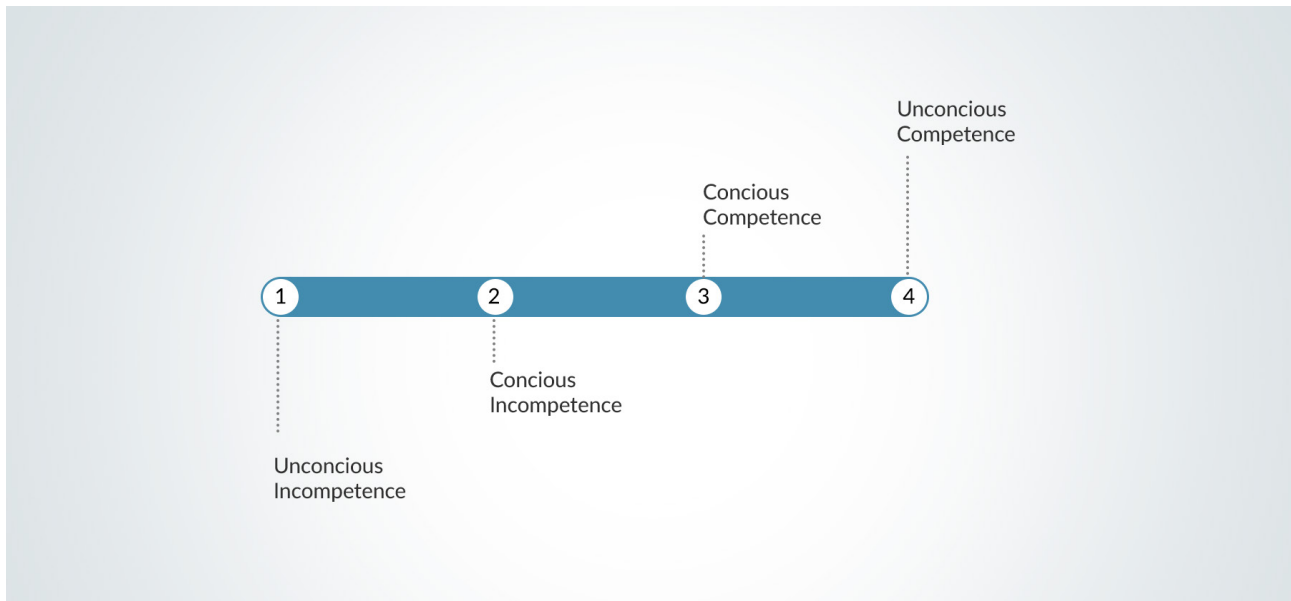 Unconcious
Competence
Concious
Competence
1
2
3
4
Concious
Incompetence
Unconcious
Incompetence